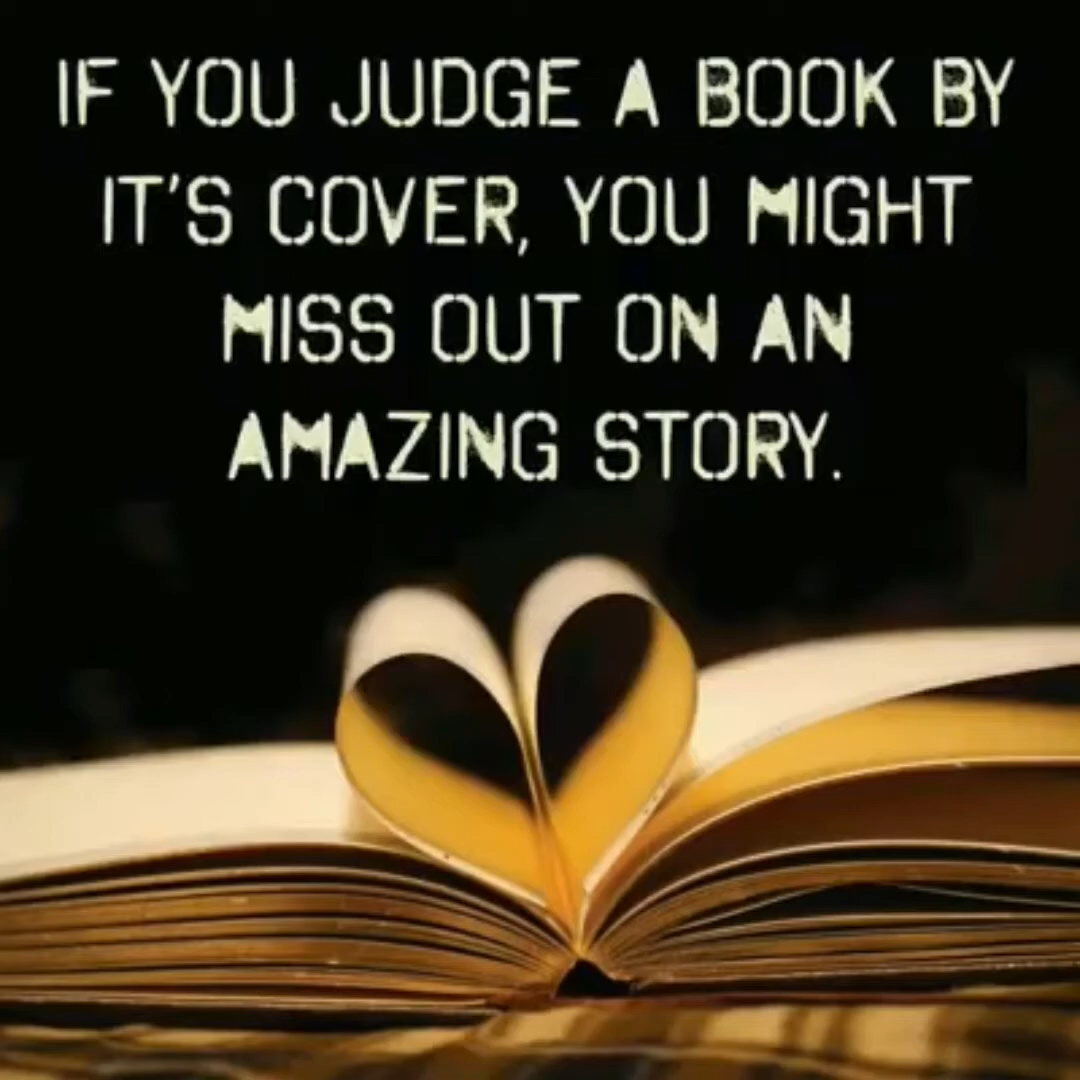 IF YOU JUDGE A BOOK BY
IT'S COVER, YOU MIGHT
MISS OUT ON AN
AMAZING STORY.